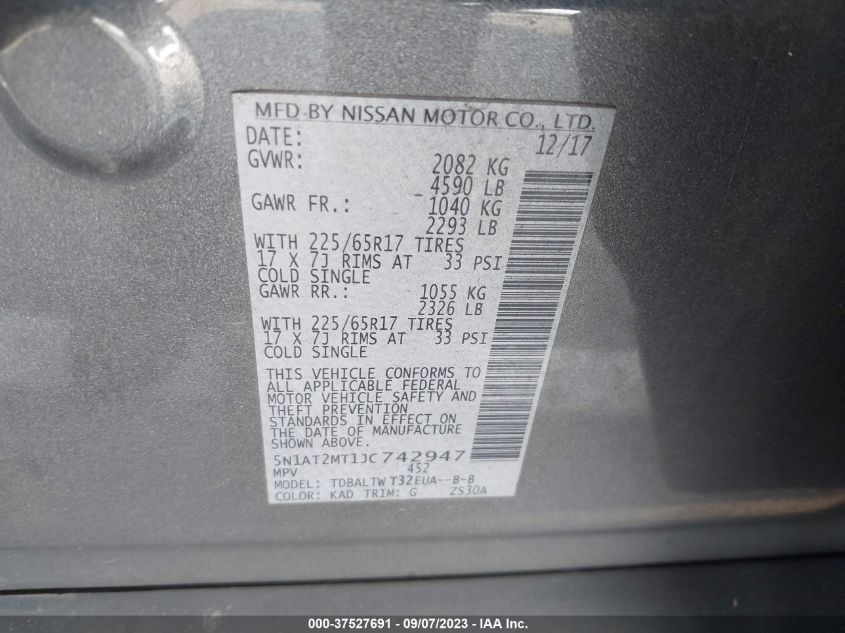 MFD BY NISSAN MOTOR CO., LTD.
DATE: 12/17
GVWR: 2082 KG
4590 LB
GAWR FR.: 1040 KG
2293 LB
WITH 225/65R17 TIRES
17 X 7J RIMS AT 33 PSI
COLD SINGLE
GAWR RR.: 1055 KG
2326 LB
WITH 225/65R17 TIRES
17 X 7J RIMS AT 33 PSI
COLD SINGLE
THIS VEHICLE CONFORMS TO
ALL APPLICABLE FEDERAL
MOTOR VEHICLE SAFETY AND
THEFT PREVENTION
STANDARDS IN EFFECT ON
THE DATE OF MANUFACTURE
SHOWN ABOVE.
5N1AT2MT1JC742947
MPV 452
MODEL: TDBALTW T32EUA--B-B
COLOR: KAD TRIM: G ZS30A
000-37527691 - 09/07/2023 - IAA Inc.